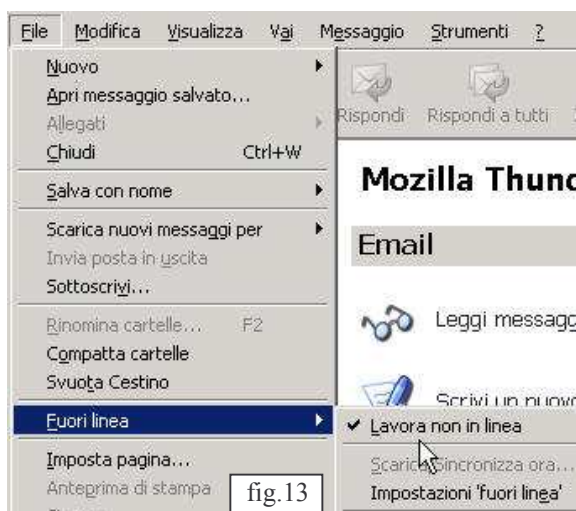 File Modifica Visualizza Vai Messaggio Strumenti ?
Nuovo
Apri messaggio salvato...
Allegati
Chiudi Ctrl+W
Salva con nome
Scarica nuovi messaggi per
Invia posta in uscita
Sottoscrivi...
Rinomina cartelle... F2
Compatta cartelle
Svuota Cestino
Fuori linea
Imposta pagina...
Anteprima di stampa
fig.13
Rispondi Rispondi a tutti
Mozilla Thund
Email
Leggi messagg
Scrivi un nuovo
Lavora non in linea
Scarica/Sincronizza ora...
Impostazioni 'fuori linea'